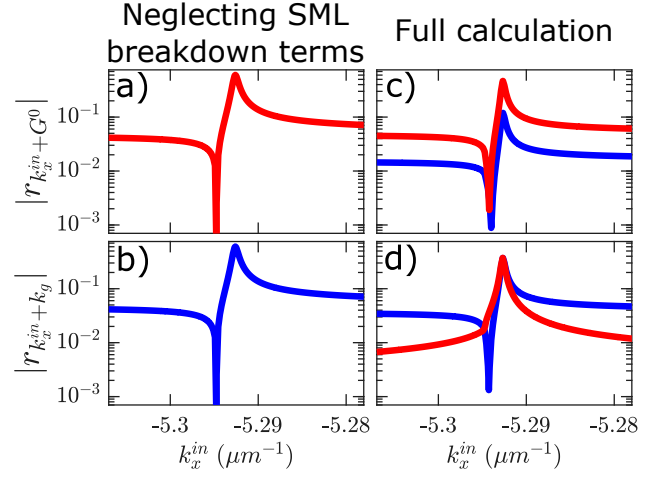 Neglecting SML
breakdown terms
Full calculation
a)
c)
|r_{k_x^{in}+G^0}|
10^{-1}
10^{-2}
10^{-3}
b)
d)
|r_{k_x^{in}+k_g}|
10^{-1}
10^{-2}
10^{-3}
-5.3 -5.29 -5.28
-5.3 -5.29 -5.28
k_x^{in} (μm^{-1})
k_x^{in} (μm^{-1})